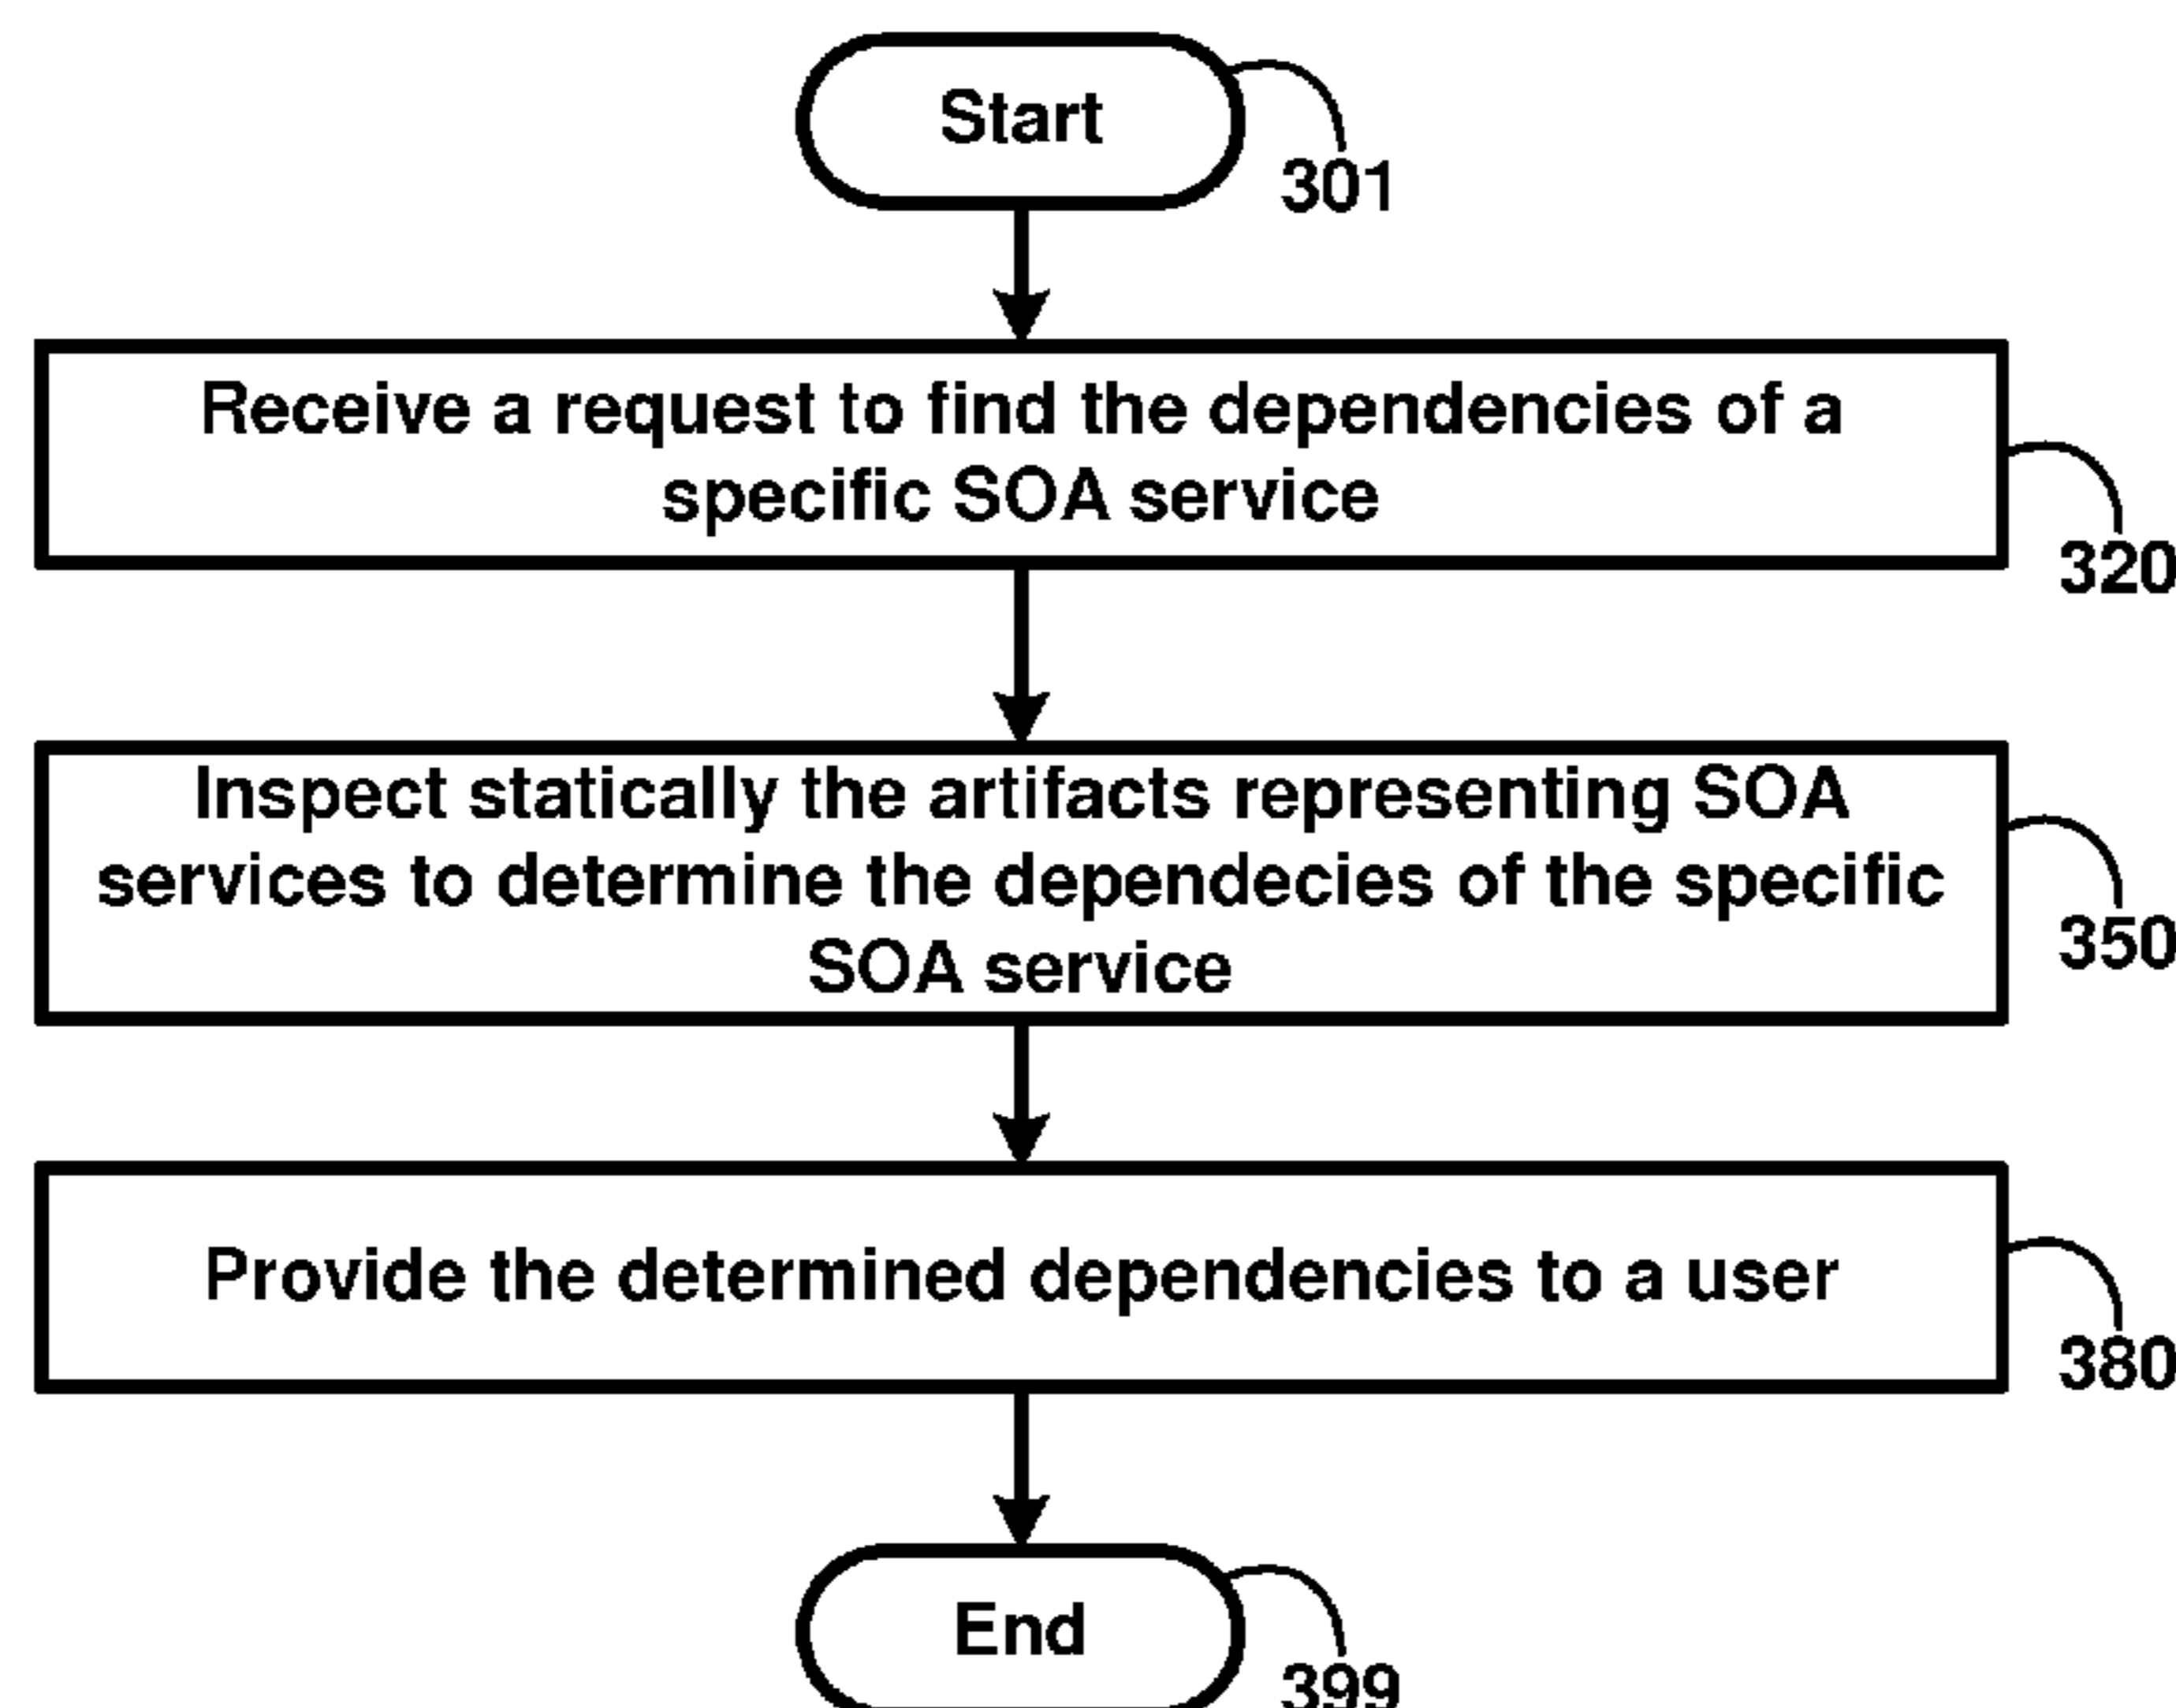 Start
301
Receive a request to find the dependencies of a
specific SOA service
320
Inspect statically the artifacts representing SOA
services to determine the dependecies of the specific
SOA service
350
Provide the determined dependencies to a user
380
End
399